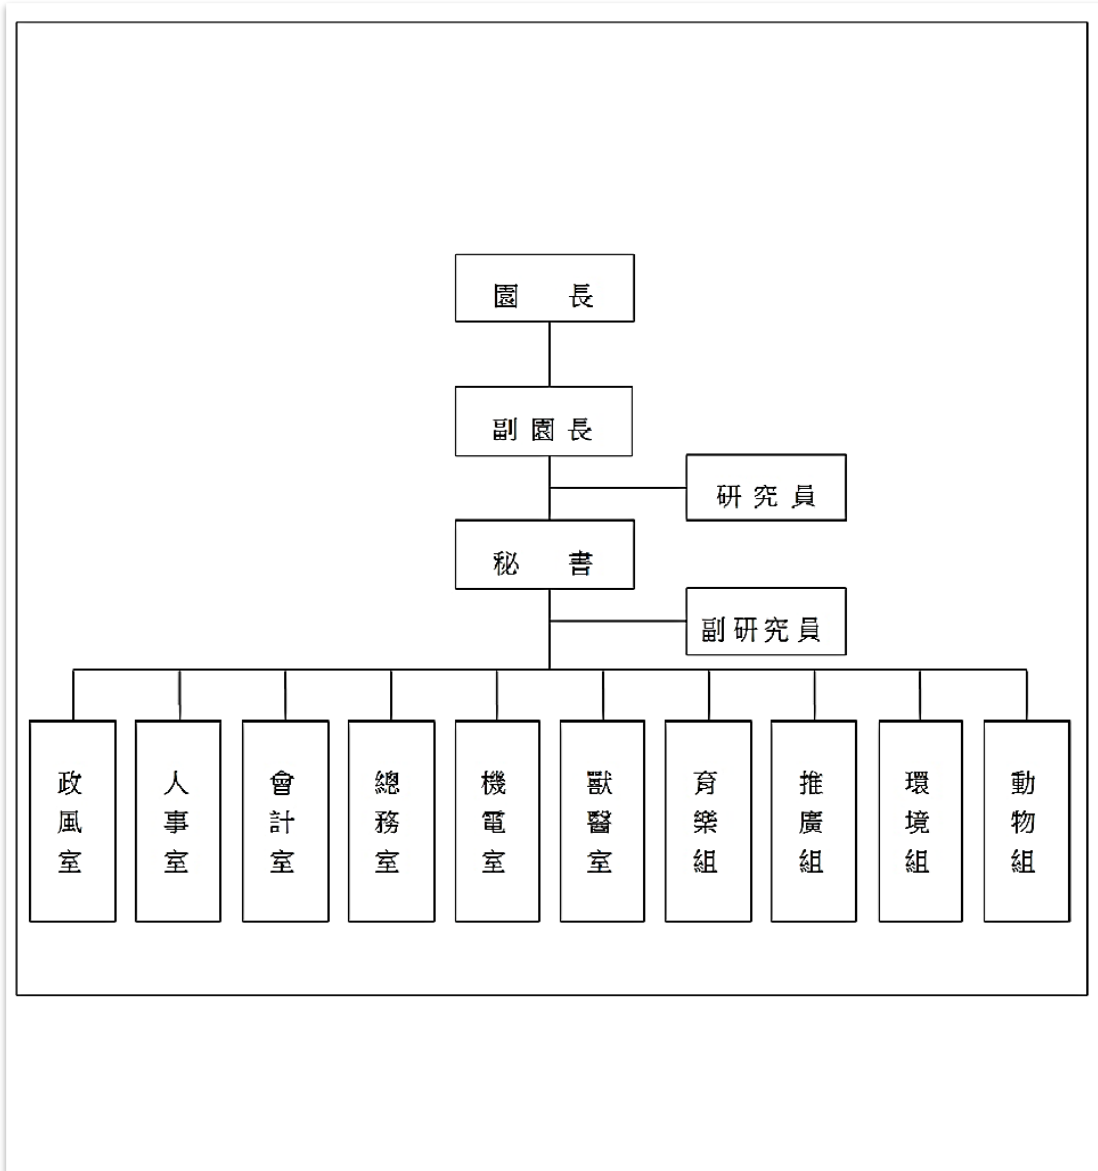 園長
副園長
研究員
秘書
副研究員
政風室
人事室
會計室
總務室
機電室
獸醫室
育樂組
推廣組
環境組
動物組